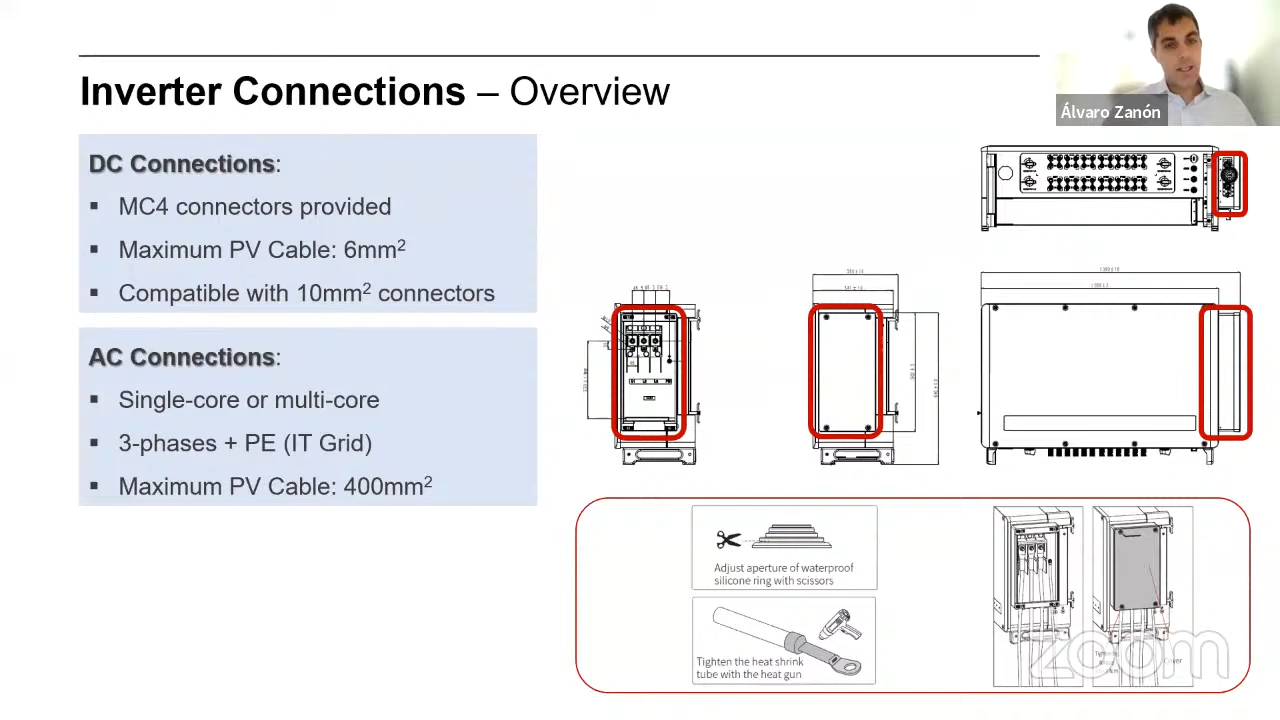 Inverter Connections – Overview
Álvaro Zanón
DC Connections:
▪ MC4 connectors provided
▪ Maximum PV Cable: 6mm²
▪ Compatible with 10mm² connectors
AC Connections:
▪ Single-core or multi-core
▪ 3-phases + PE (IT Grid)
▪ Maximum PV Cable: 400mm²
Adjust aperture of waterproof
silicone ring with scissors
Tighten the heat shrink
tube with the heat gun
Cover
zoom